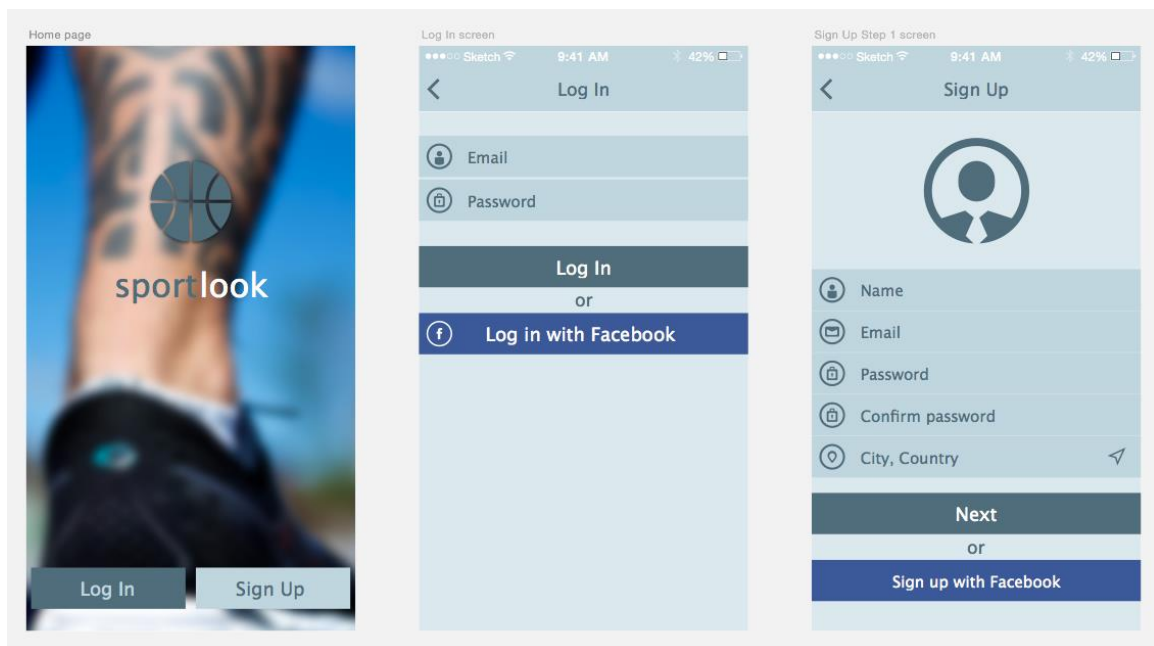 Home page
sportlook
Log In
Sign Up
Log In screen
Sketch 9:41 AM 42%
Log In
Email
Password
Log In
or
Log in with Facebook
Sign Up Step 1 screen
Sketch 9:41 AM 42%
Sign Up
Name
Email
Password
Confirm password
City, Country
Next
or
Sign up with Facebook